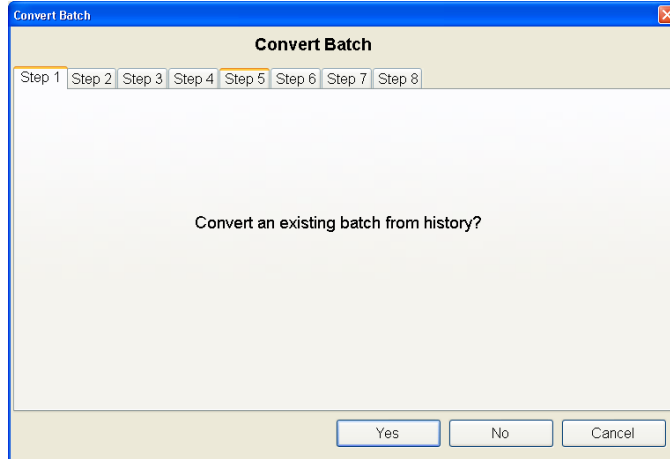 Convert Batch
Convert Batch
Step 1 Step 2 Step 3 Step 4 Step 5 Step 6 Step 7 Step 8
Convert an existing batch from history?
Yes No Cancel